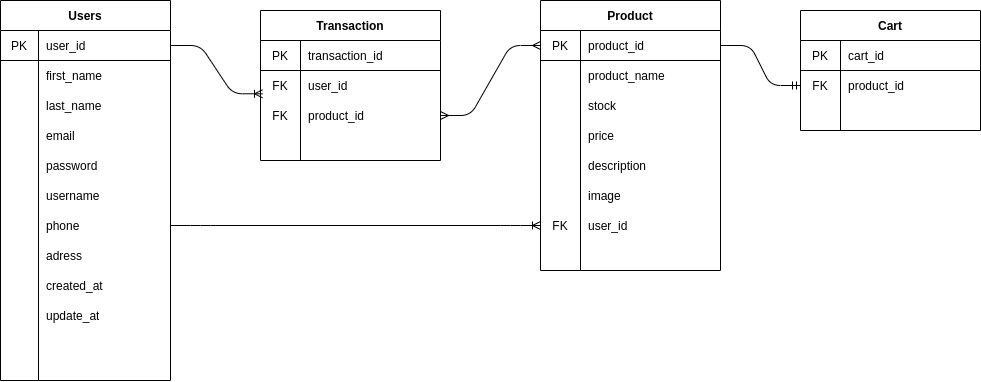 Users
PK user_id
first_name
last_name
email
password
username
phone
adress
created_at
update_at
Transaction
PK transaction_id
FK user_id
FK product_id
Product
PK product_id
product_name
stock
price
description
image
FK user_id
Cart
PK cart_id
FK product_id